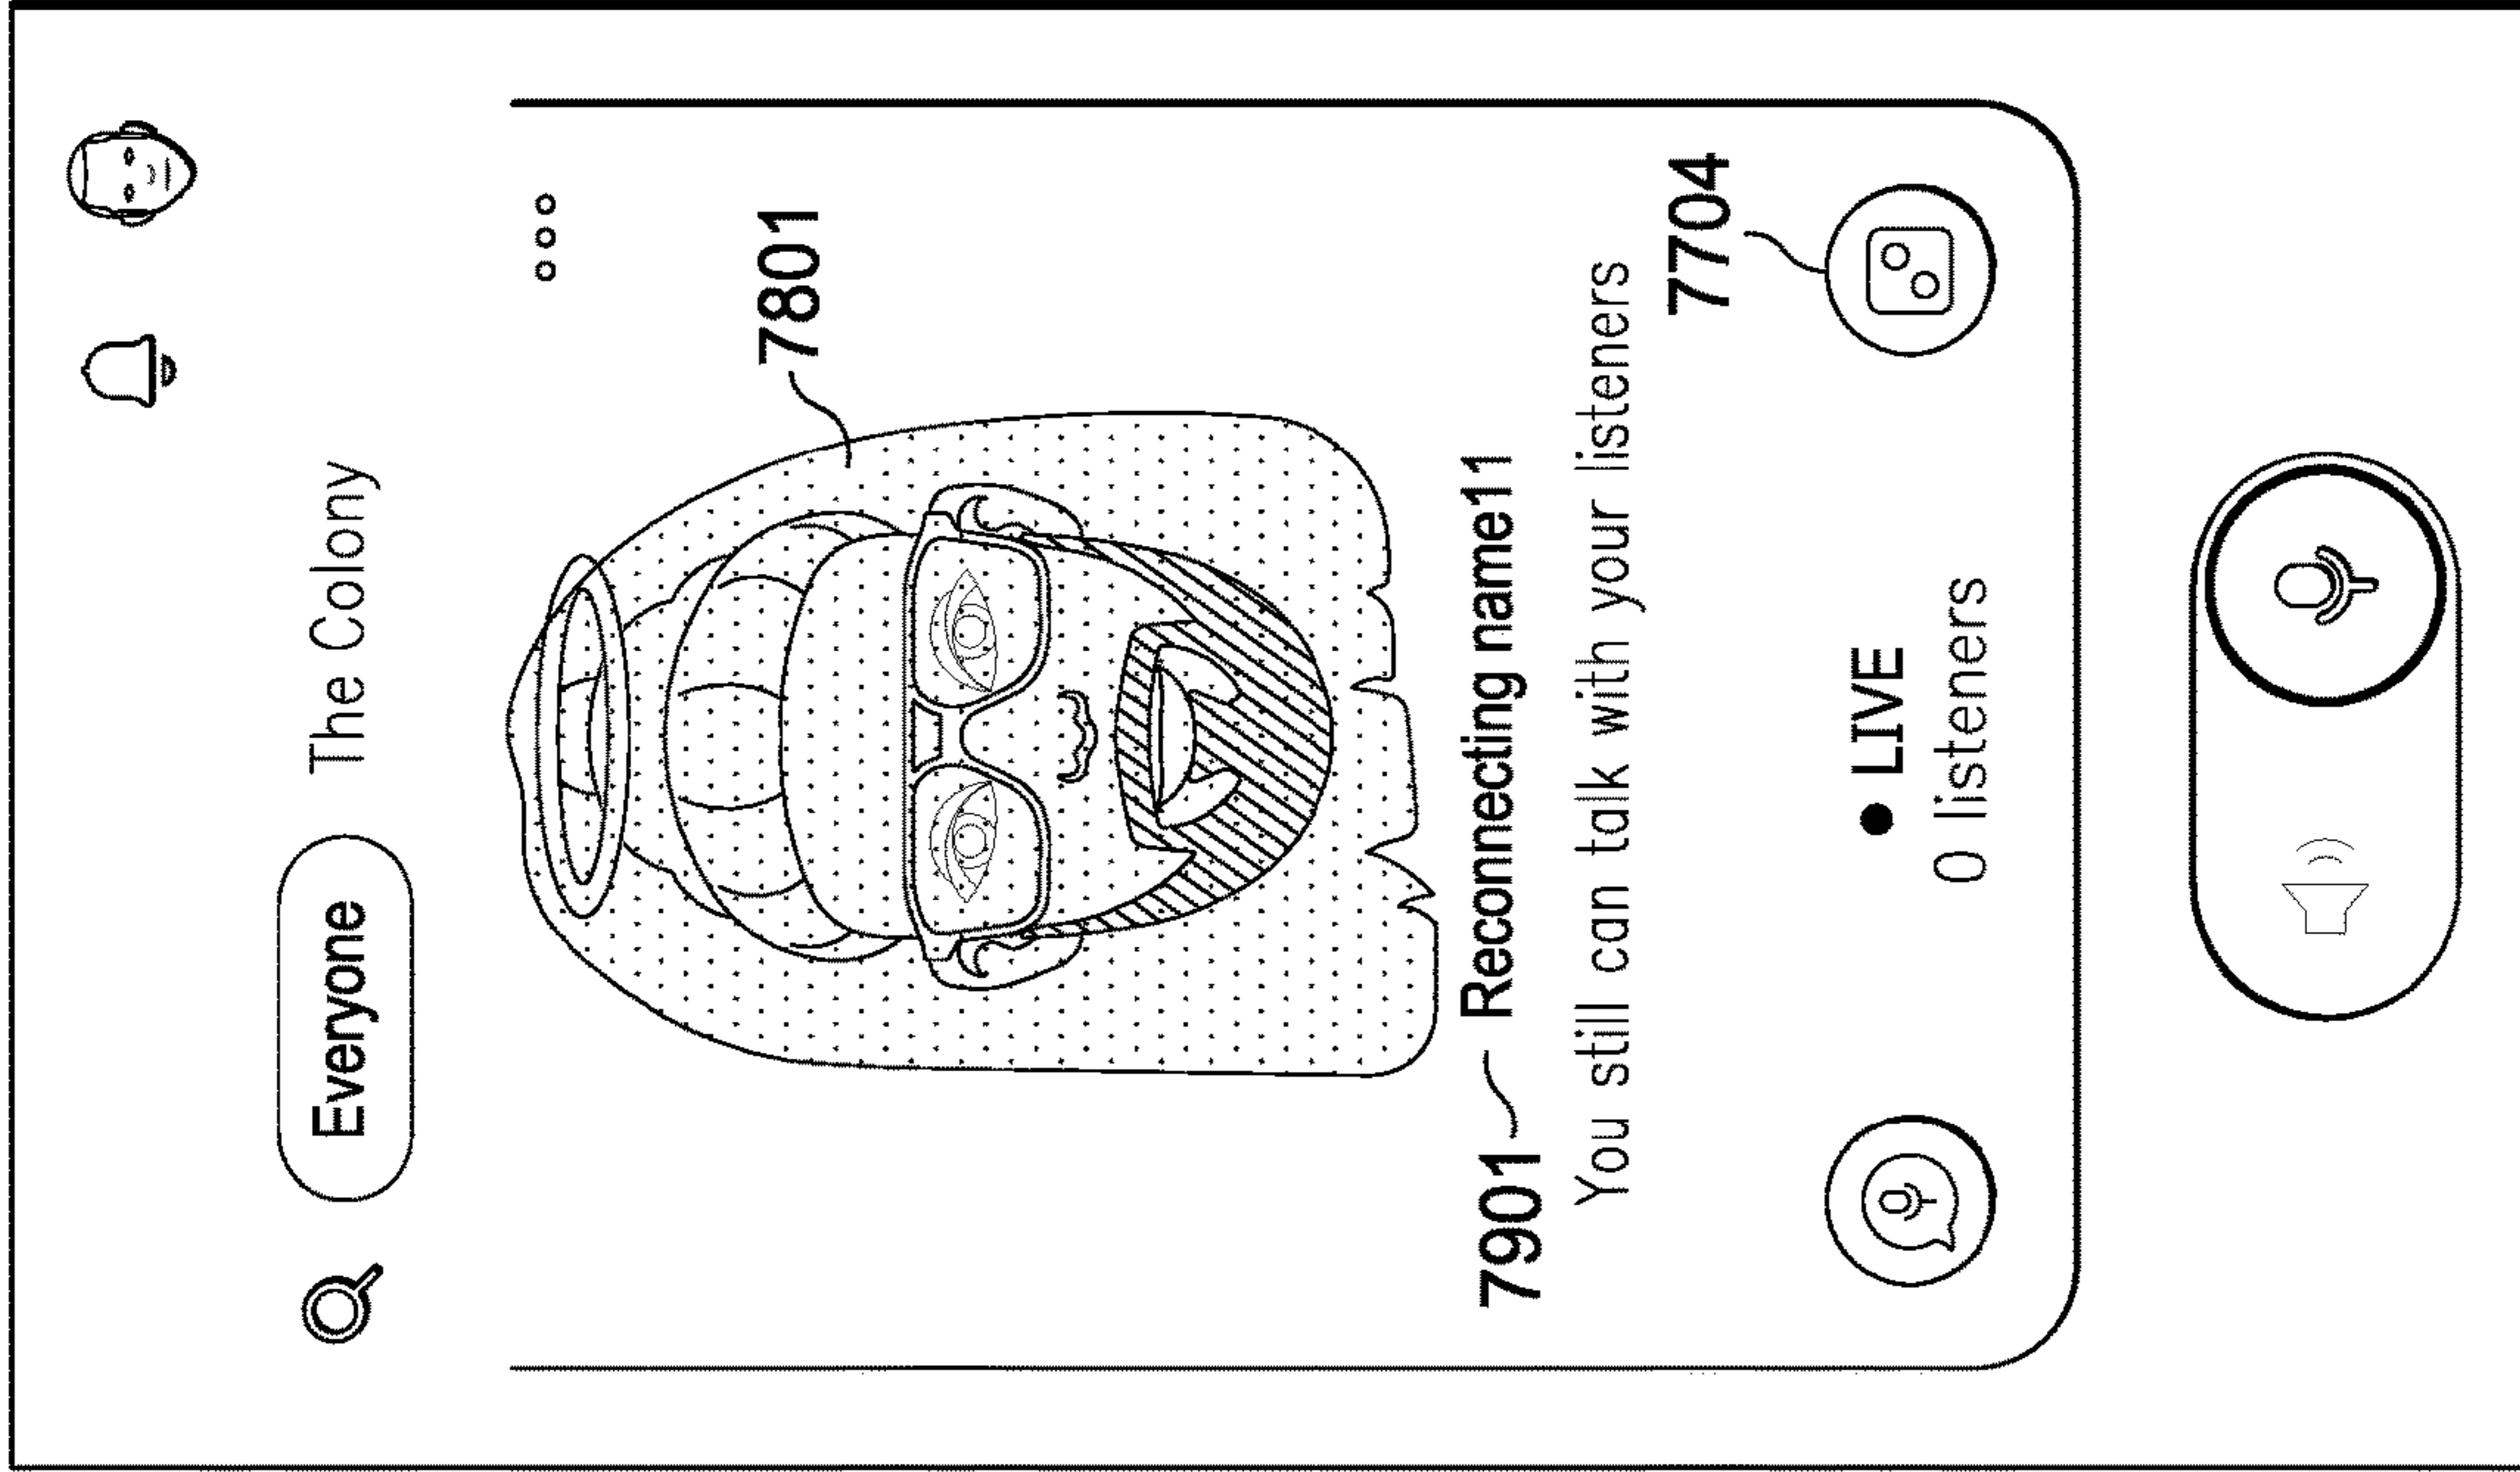 Everyone The Colony
7801
7901 Reconnecting name11
You still can talk with your listeners
7704
• LIVE
0 listeners